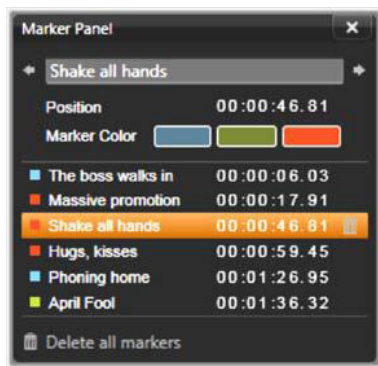 Marker Panel
Shake all hands
Position 00:00:46.81
Marker Color
The boss walks in 00:00:06.03
Massive promotion 00:00:17.91
Shake all hands 00:00:46.81
Hugs, kisses 00:00:59.45
Phoning home 00:01:26.95
April Fool 00:01:36.32
Delete all markers